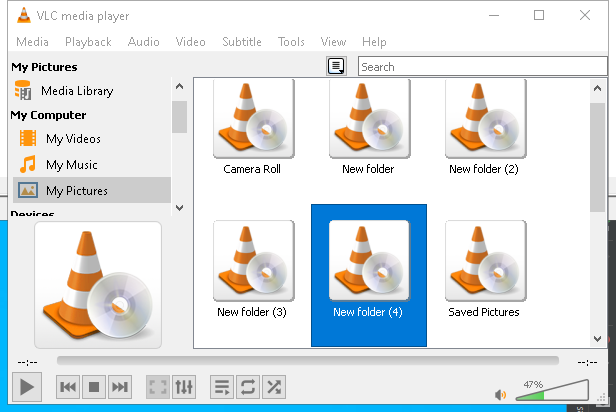 VLC media player
Media Playback Audio Video Subtitle Tools View Help
My Pictures
Search
Media Library
My Computer
My Videos
My Music
My Pictures
Devices
Camera Roll New folder New folder (2)
New folder (3) New folder (4) Saved Pictures
--:-- --:--
47%